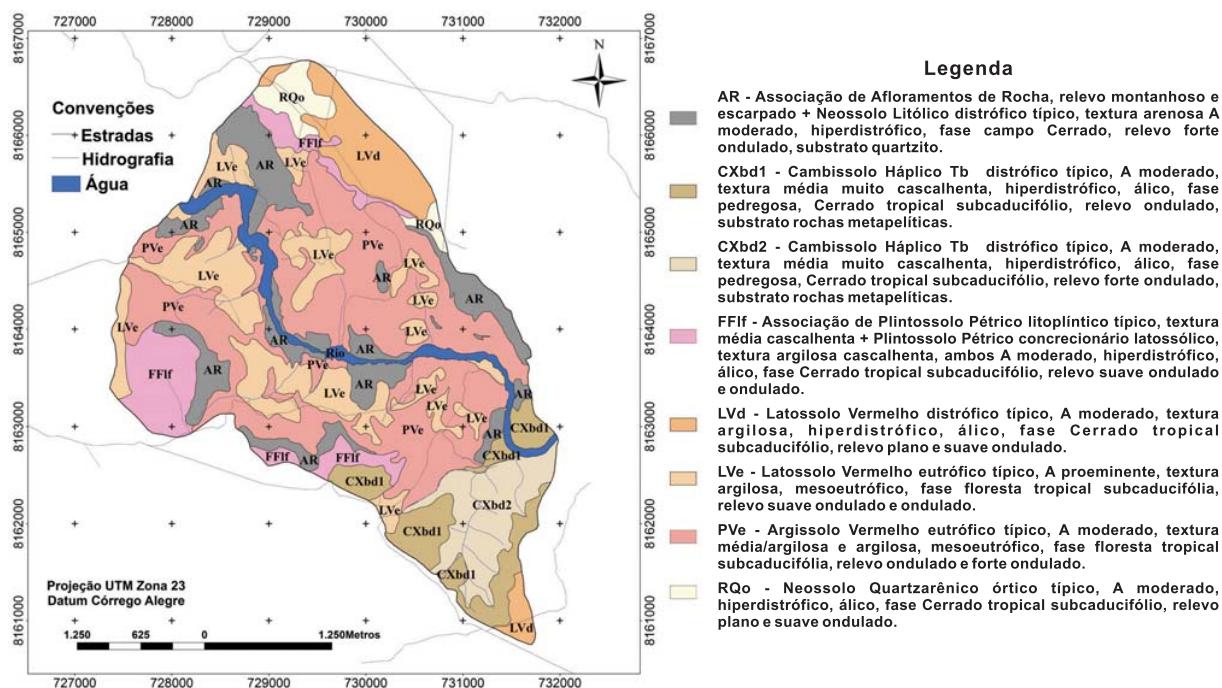 727000 728000 729000 730000 731000 732000
8167000
8167000
N
Convenções
Estradas
Hidrografia
Água
RQo
8166000
8166000
FFlf
LVe
AR
LVe
LVd
AR
AR
RQo
8165000
8165000
PVe
PVe
LVe
LVe
LVe
AR
AR
PVe
LVe
LVe
LVe
8164000
8164000
AR
Rio
AR
PVe
FFlf
AR
LVe
AR
LVe
LVe
AR
LVe
8163000
8163000
PVe
AR
CXbd1
FFlf
AR
FFlf
CXbd1
CXbd1
LVe
CXbd2
8162000
8162000
CXbd1
CXbd1
Projeção UTM Zona 23
Datum Córrego Alegre
8161000
8161000
LVd
1.250 625 0 1.250Metros
727000 728000 729000 730000 731000 732000
Legenda
AR - Associação de Afloramentos de Rocha, relevo montanhoso e
escarpado + Neossolo Litólico distrófico típico, textura arenosa A
moderado, hiperdistrófico, fase campo Cerrado, relevo forte
ondulado, substrato quartzito.
CXbd1 - Cambissolo Háplico Tb distrófico típico, A moderado,
textura média muito cascalhenta, hiperdistrófico, álico, fase
pedregosa, Cerrado tropical subcaducifólio, relevo ondulado,
substrato rochas metapelíticas.
CXbd2 - Cambissolo Háplico Tb distrófico típico, A moderado,
textura média muito cascalhenta, hiperdistrófico, álico, fase
pedregosa, Cerrado tropical subcaducifólio, relevo forte ondulado,
substrato rochas metapelíticas.
FFlf - Associação de Plintossolo Pétrico litoplíntico típico, textura
média cascalhenta + Plintossolo Pétrico concrecionário latossólico,
textura argilosa cascalhenta, ambos A moderado, hiperdistrófico,
álico, fase Cerrado tropical subcaducifólio, relevo suave ondulado
e ondulado.
LVd - Latossolo Vermelho distrófico típico, A moderado, textura
argilosa, hiperdistrófico, álico, fase Cerrado tropical
subcaducifólio, relevo plano e suave ondulado.
LVe - Latossolo Vermelho eutrófico típico, A proeminente, textura
argilosa, mesoeutrófico, fase floresta tropical subcaducifólia,
relevo suave ondulado e ondulado.
PVe - Argissolo Vermelho eutrófico típico, A moderado, textura
média/argilosa e argilosa, mesoeutrófico, fase floresta tropical
subcaducifólia, relevo ondulado e forte ondulado.
RQo - Neossolo Quartzarênico órtico típico, A moderado,
hiperdistrófico, álico, fase Cerrado tropical subcaducifólio, relevo
plano e suave ondulado.